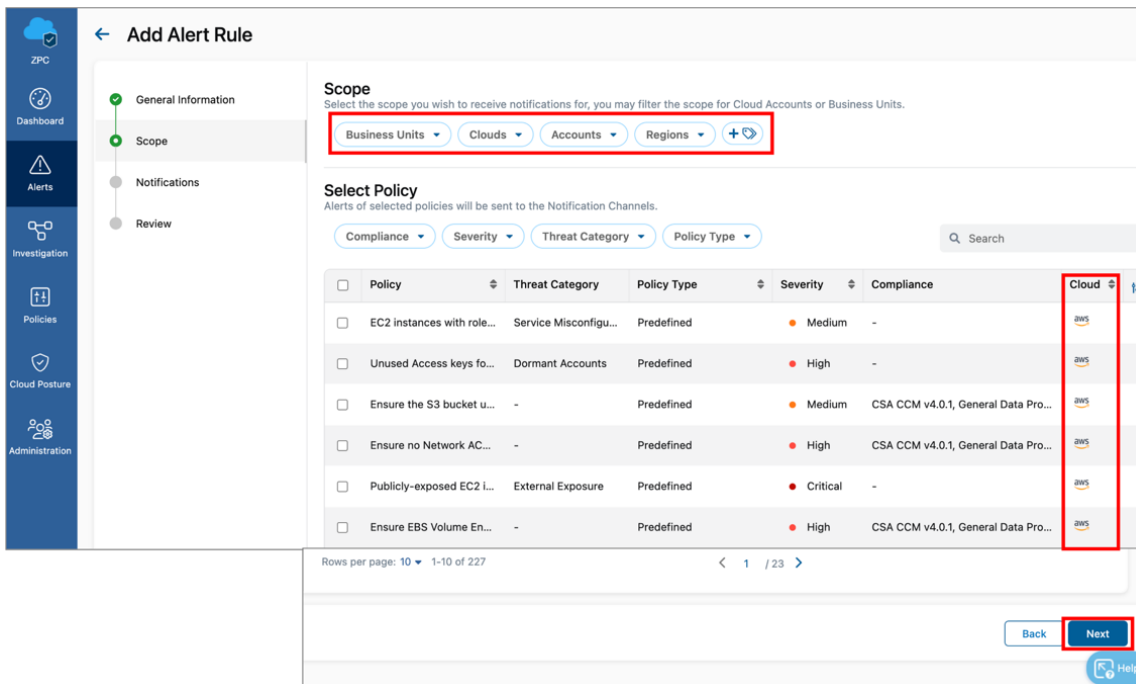 ZPC
Dashboard
Alerts
Investigation
Policies
Cloud Posture
Administration
Add Alert Rule
General Information
Scope
Notifications
Review
Scope
Select the scope you wish to receive notifications for, you may filter the scope for Cloud Accounts or Business Units.
Business Units Clouds Accounts Regions +
Select Policy
Alerts of selected policies will be sent to the Notification Channels.
Compliance Severity Threat Category Policy Type Search
Policy Threat Category Policy Type Severity Compliance Cloud
EC2 instances with role... Service Misconfigu... Predefined Medium - aws
Unused Access keys fo... Dormant Accounts Predefined High - aws
Ensure the S3 bucket u... - Predefined Medium CSA CCM v4.0.1, General Data Pro... aws
Ensure no Network AC... - Predefined High CSA CCM v4.0.1, General Data Pro... aws
Publicly-exposed EC2 i... External Exposure Predefined Critical - aws
Ensure EBS Volume En... - Predefined High CSA CCM v4.0.1, General Data Pro... aws
Rows per page: 10 1-10 of 227 < 1 / 23 >
Back Next
Help